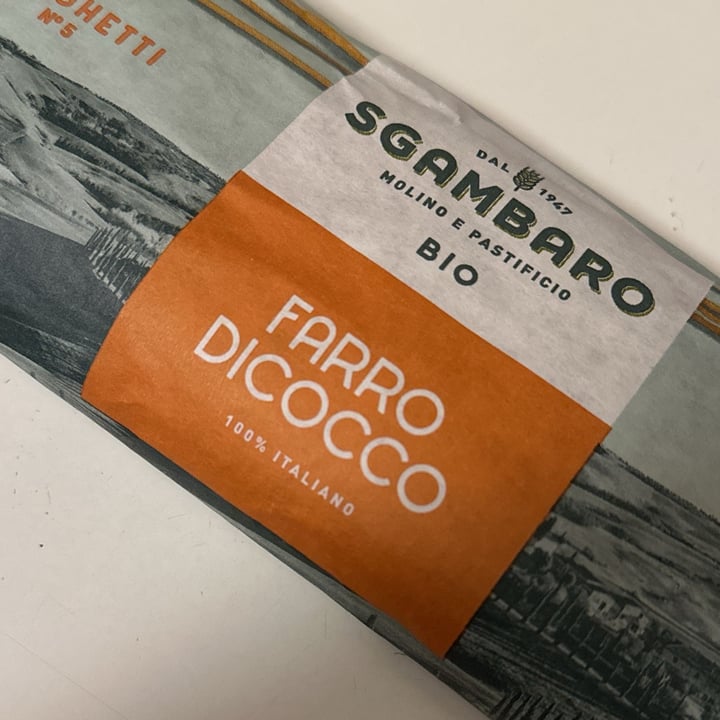 GHETTI
N°5
SGAMBARO
DAL 1947
MOLINO E PASTIFICIO
BIO
FARRO
DICOCCO
100% ITALIANO